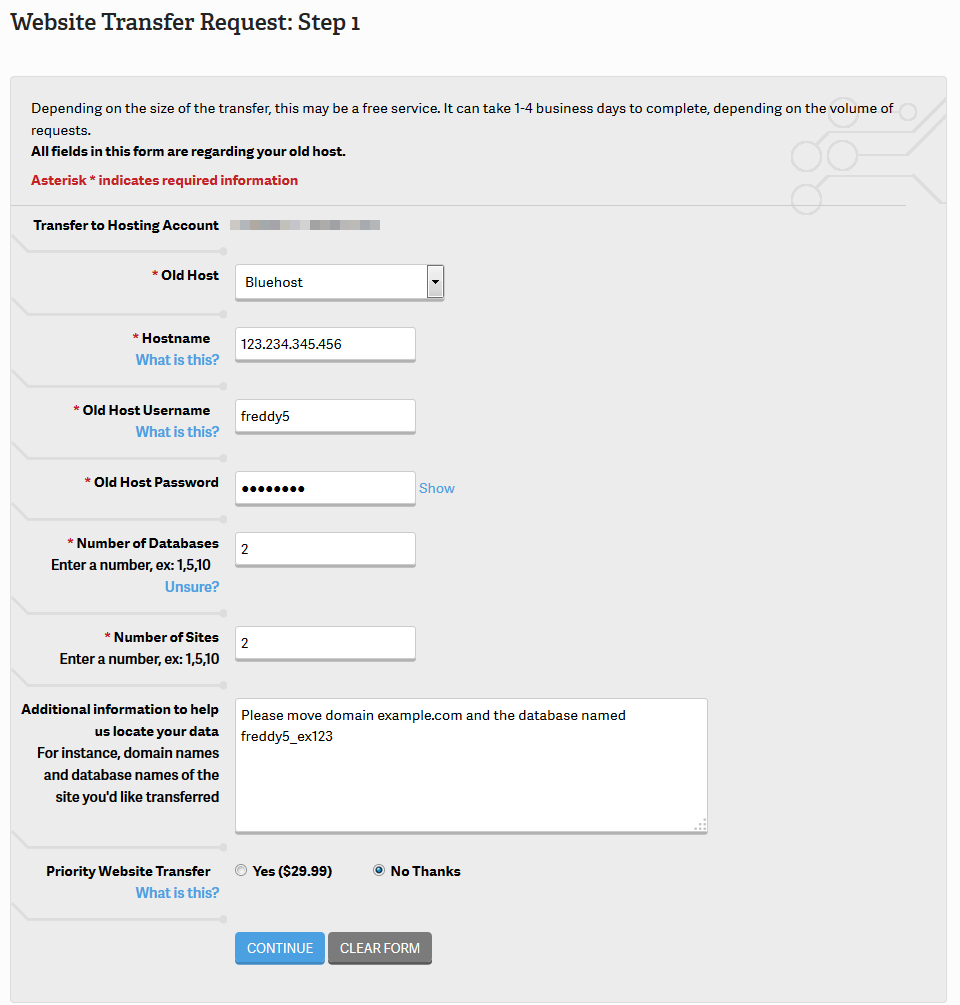 Website Transfer Request: Step 1
Depending on the size of the transfer, this may be a free service. It can take 1-4 business days to complete, depending on the volume of
requests.
All fields in this form are regarding your old host.
Asterisk * indicates required information
Transfer to Hosting Account
* Old Host
Bluehost
* Hostname
What is this?
123.234.345.456
* Old Host Username
What is this?
freddy5
* Old Host Password
●●●●●●●●
Show
* Number of Databases
Enter a number, ex: 1,5,10
Unsure?
2
* Number of Sites
Enter a number, ex: 1,5,10
2
Additional information to help
us locate your data
For instance, domain names
and database names of the
site you'd like transferred
Please move domain example.com and the database named
freddy5_ex123
Priority Website Transfer
What is this?
Yes ($29.99)
No Thanks
CONTINUE
CLEAR FORM